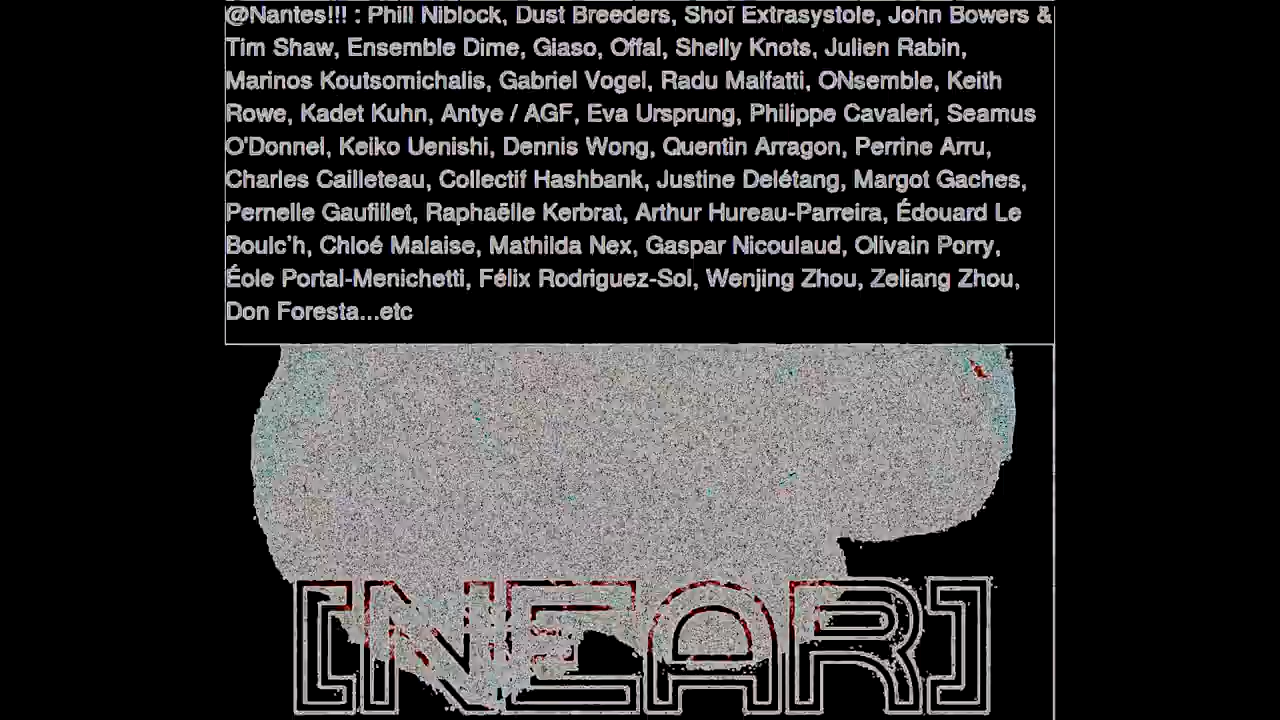 @Nantes!!! : Phill Niblock, Dust Breeders, Shoï Extrasystole, John Bowers &
Tim Shaw, Ensemble Dime, Giaso, Offal, Shelly Knots, Julien Rabin,
Marinos Koutsomichalis, Gabriel Vogel, Radu Malfatti, ONsemble, Keith
Rowe, Kadet Kuhn, Antye / AGF, Eva Ursprung, Philippe Cavaleri, Seamus
O'Donnel, Keiko Uenishi, Dennis Wong, Quentin Arragon, Perrine Arru,
Charles Cailleteau, Collectif Hashbank, Justine Delétang, Margot Gaches,
Pernelle Gaufillet, Raphaëlle Kerbrat, Arthur Hureau-Parreira, Édouard Le
Boulc’h, Chloé Malaise, Mathilda Nex, Gaspar Nicoulaud, Olivain Porry,
Éole Portal-Menichetti, Félix Rodriguez-Sol, Wenjing Zhou, Zeliang Zhou,
Don Foresta...etc
[NEAR]